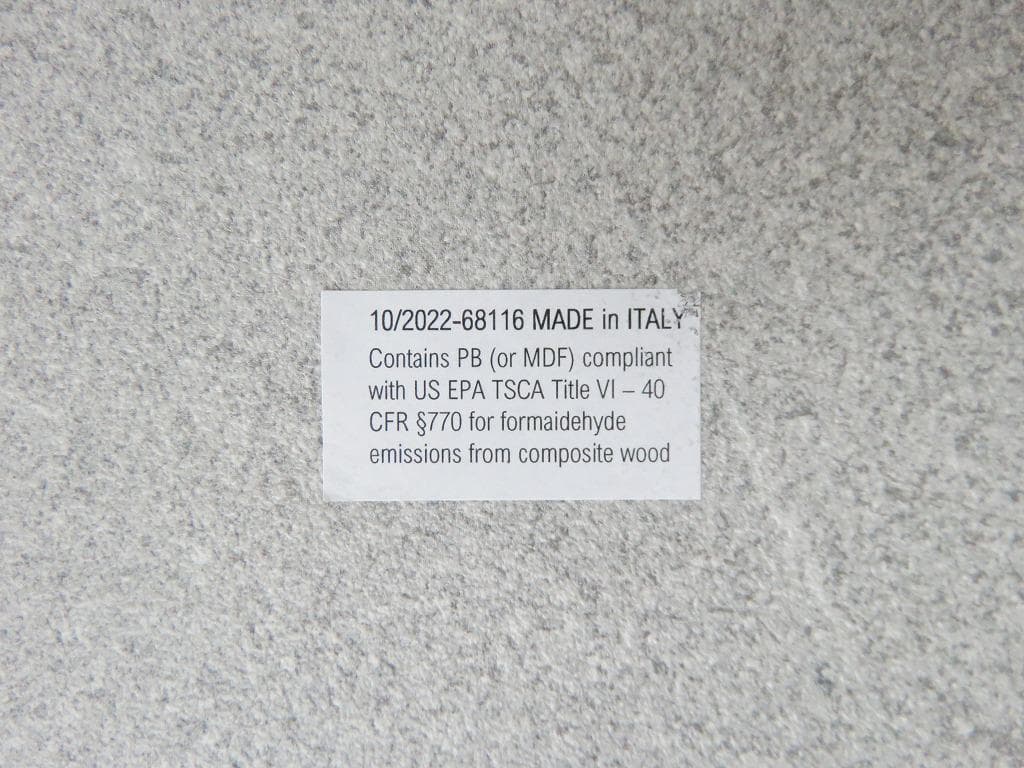 10/2022-68116 MADE in ITALY
Contains PB (or MDF) compliant
with US EPA TSCA Title VI – 40
CFR §770 for formaidehyde
emissions from composite wood